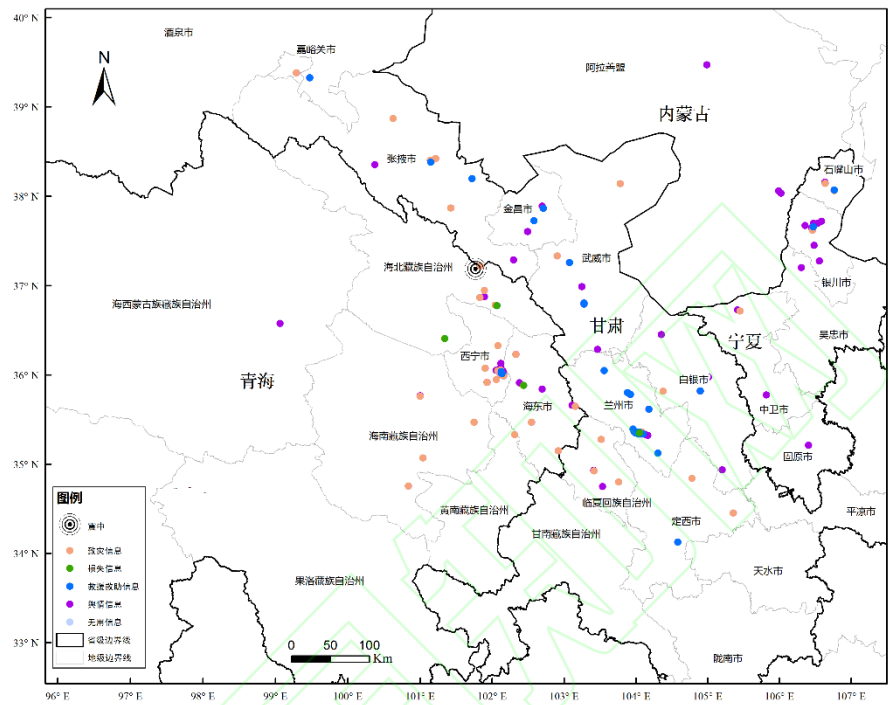 40° N
39° N
38° N
37° N
36° N
35° N
34° N
33° N
酒泉市
嘉峪关市
N
阿拉善盟
内蒙古
张掖市
石嘴山市
金昌市
武威市
海北藏族自治州
银川市
海西蒙古族藏族自治州
甘肃
宁夏
吴忠市
西宁市
青海
白银市
海东市
兰州市
中卫市
海南藏族自治州
固原市
临夏回族自治州
黄南藏族自治州
定西市
平凉市
甘南藏族自治州
天水市
果洛藏族自治州
陇南市
图例
震中
致灾信息
损失信息
救援救助信息
舆情信息
无用信息
省级边界线
地级边界线
0 50 100
Km
96° E 97° E 98° E 99° E 100° E 101° E 102° E 103° E 104° E 105° E 106° E 107° E